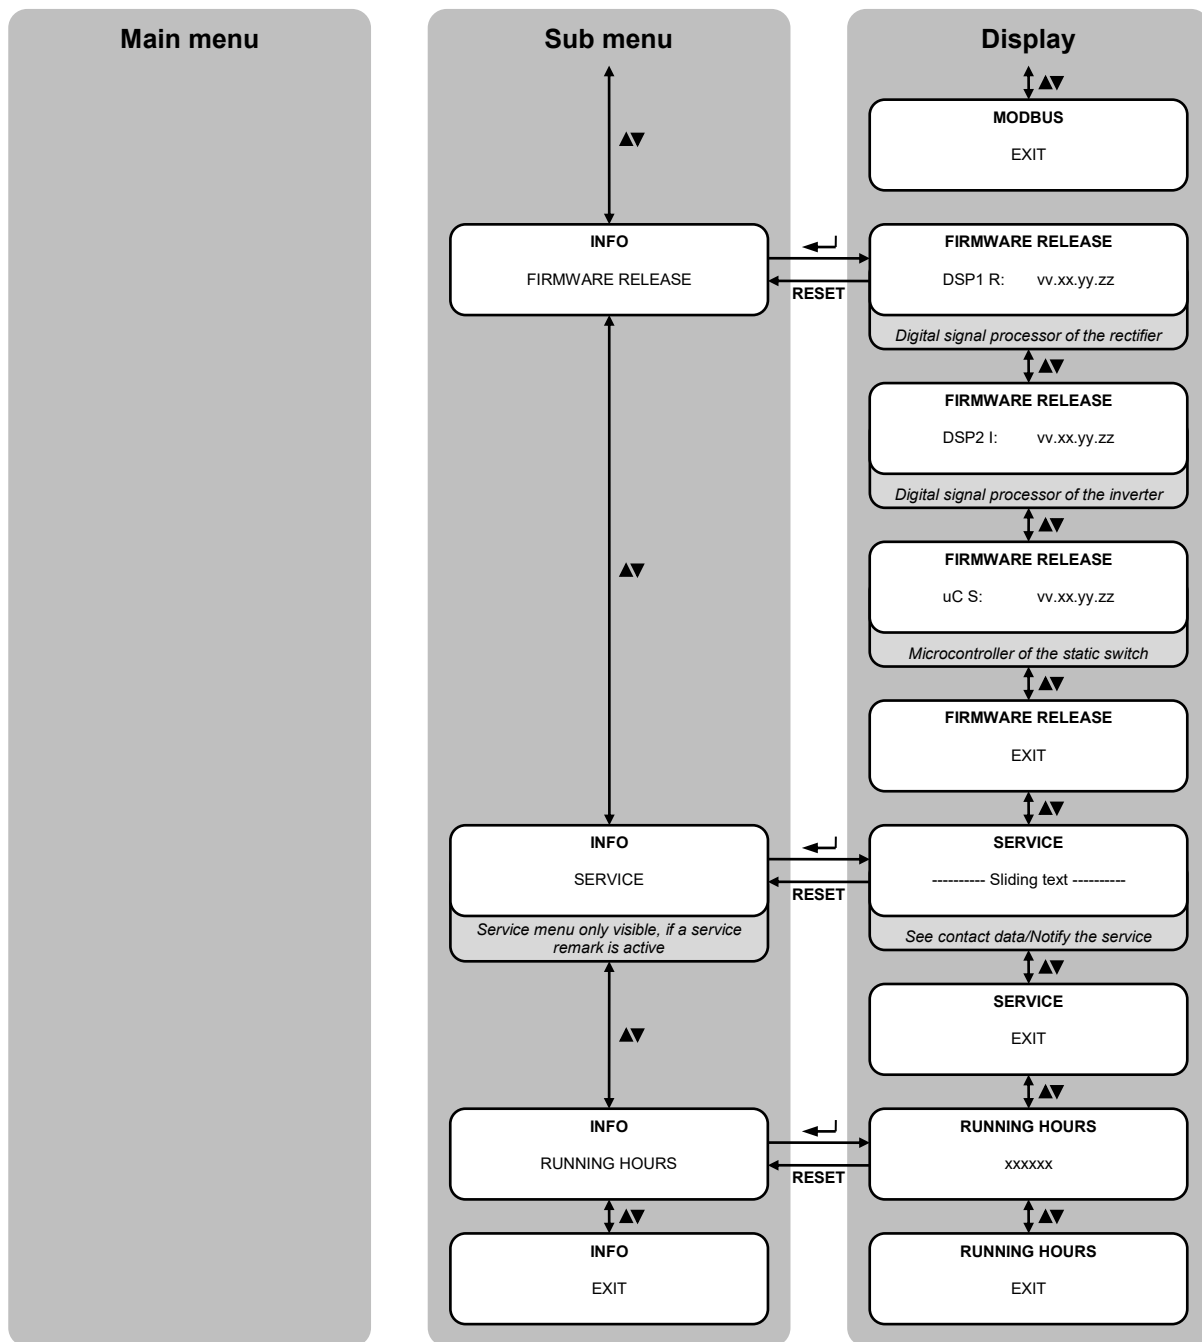 Main menu
Sub menu
Display
▲▼
▲▼
MODBUS
EXIT
INFO
FIRMWARE RELEASE
RESET
FIRMWARE RELEASE
DSP1 R: vv.xx.yy.zz
Digital signal processor of the rectifier
▲▼
FIRMWARE RELEASE
DSP2 I: vv.xx.yy.zz
Digital signal processor of the inverter
▲▼
▲▼
FIRMWARE RELEASE
uC S: vv.xx.yy.zz
Microcontroller of the static switch
▲▼
FIRMWARE RELEASE
EXIT
▲▼
INFO
SERVICE
Service menu only visible, if a service
remark is active
RESET
SERVICE
---------- Sliding text ----------
See contact data/Notify the service
▲▼
▲▼
SERVICE
EXIT
▲▼
INFO
RUNNING HOURS
RESET
RUNNING HOURS
xxxxxx
▲▼
▲▼
INFO
EXIT
RUNNING HOURS
EXIT